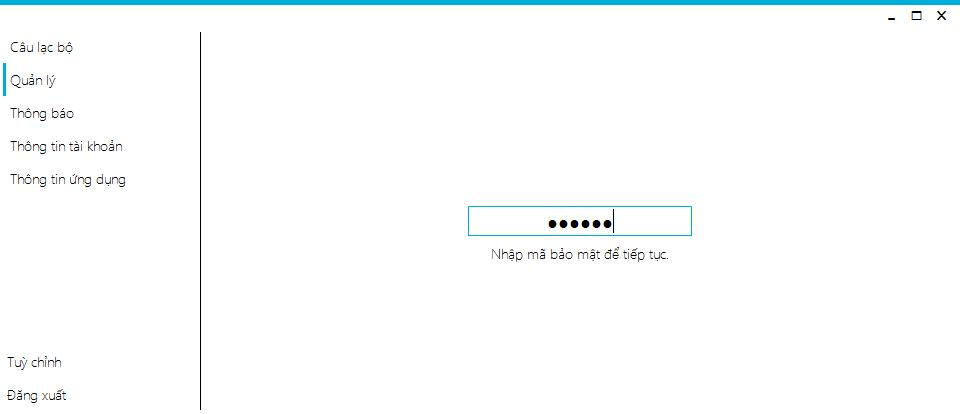 Câu lạc bộ
Quản lý
Thông báo
Thông tin tài khoản
Thông tin ứng dụng
●●●●●●
Nhập mã bảo mật để tiếp tục.
Tuỳ chỉnh
Đăng xuất